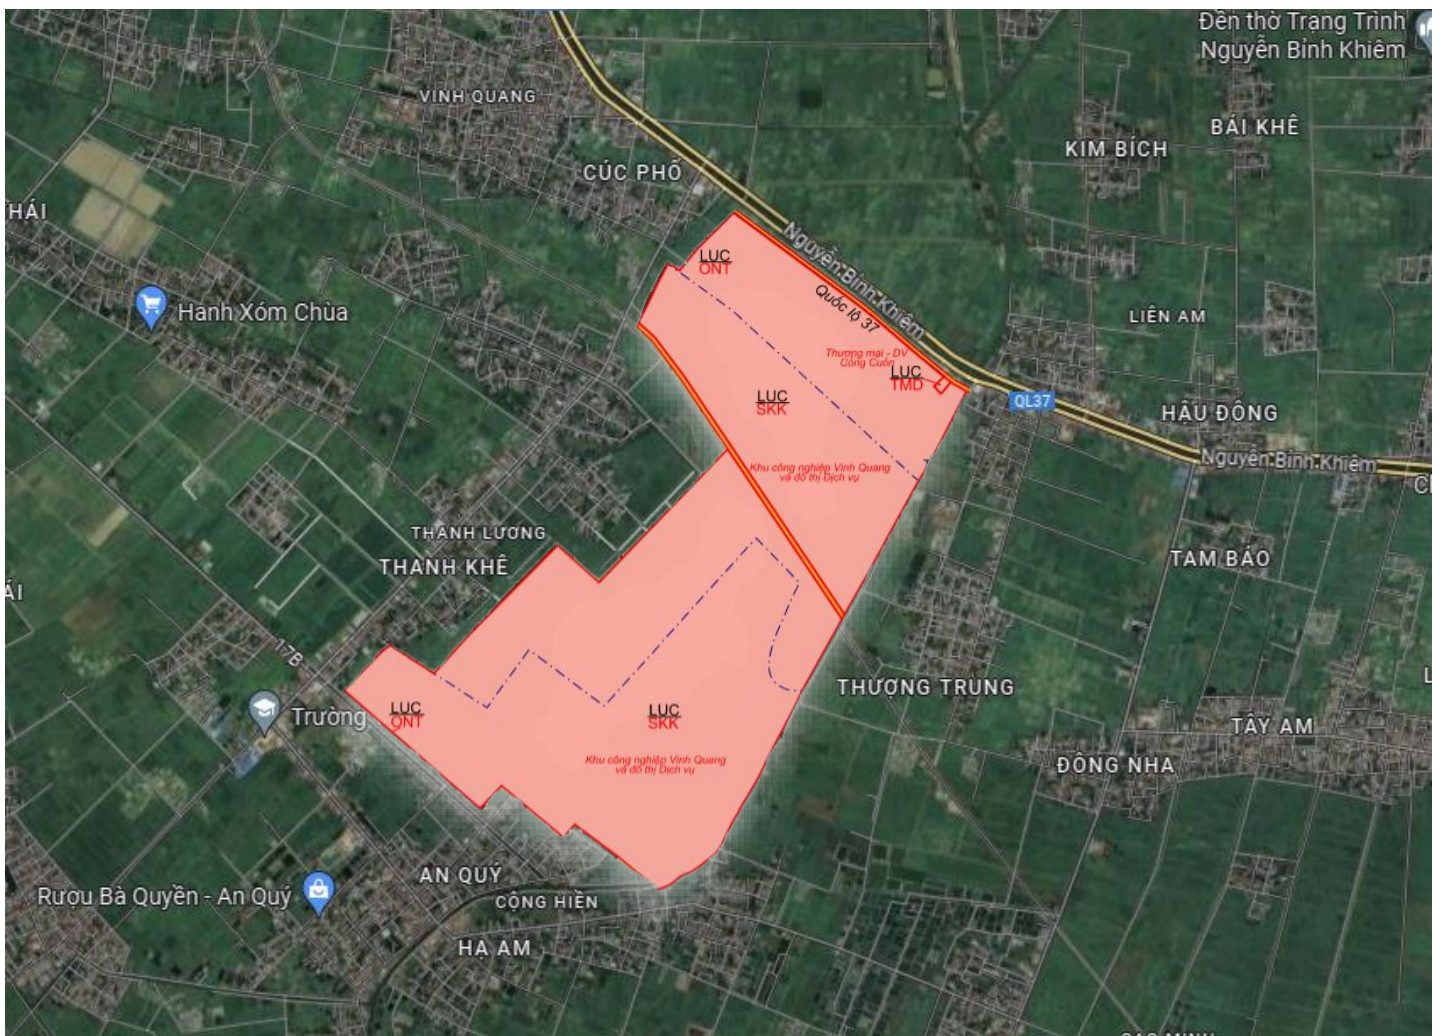 Đền thờ Trạng Trình
Nguyễn Bỉnh Khiêm
VINH QUANG
BÁI KHÊ
KIM BÍCH
CÚC PHỐ
THÁI
Nguyễn Bỉnh Khiêm
LUC
ONT
Quốc lộ 37
Hanh Xóm Chùa
LIÊN AM
Thương mại - DV
Công Cuốn
LUC
TMD
LUC
SKK
QL37
HẬU ĐÔNG
Nguyễn Bỉnh Khiêm
Khu công nghiệp Vinh Quang
và đô thị Dịch vụ
THANH LƯƠNG
THANH KHÊ
TAM BẢO
ÁI
17B
THƯỢNG TRUNG
LUC
ONT
LUC
SKK
Trường
TÂY AM
Khu công nghiệp Vinh Quang
và đô thị Dịch vụ
ĐÔNG NHA
AN QUÝ
Rượu Bà Quyền - An Quý
CỘNG HIỀN
HẠ AM